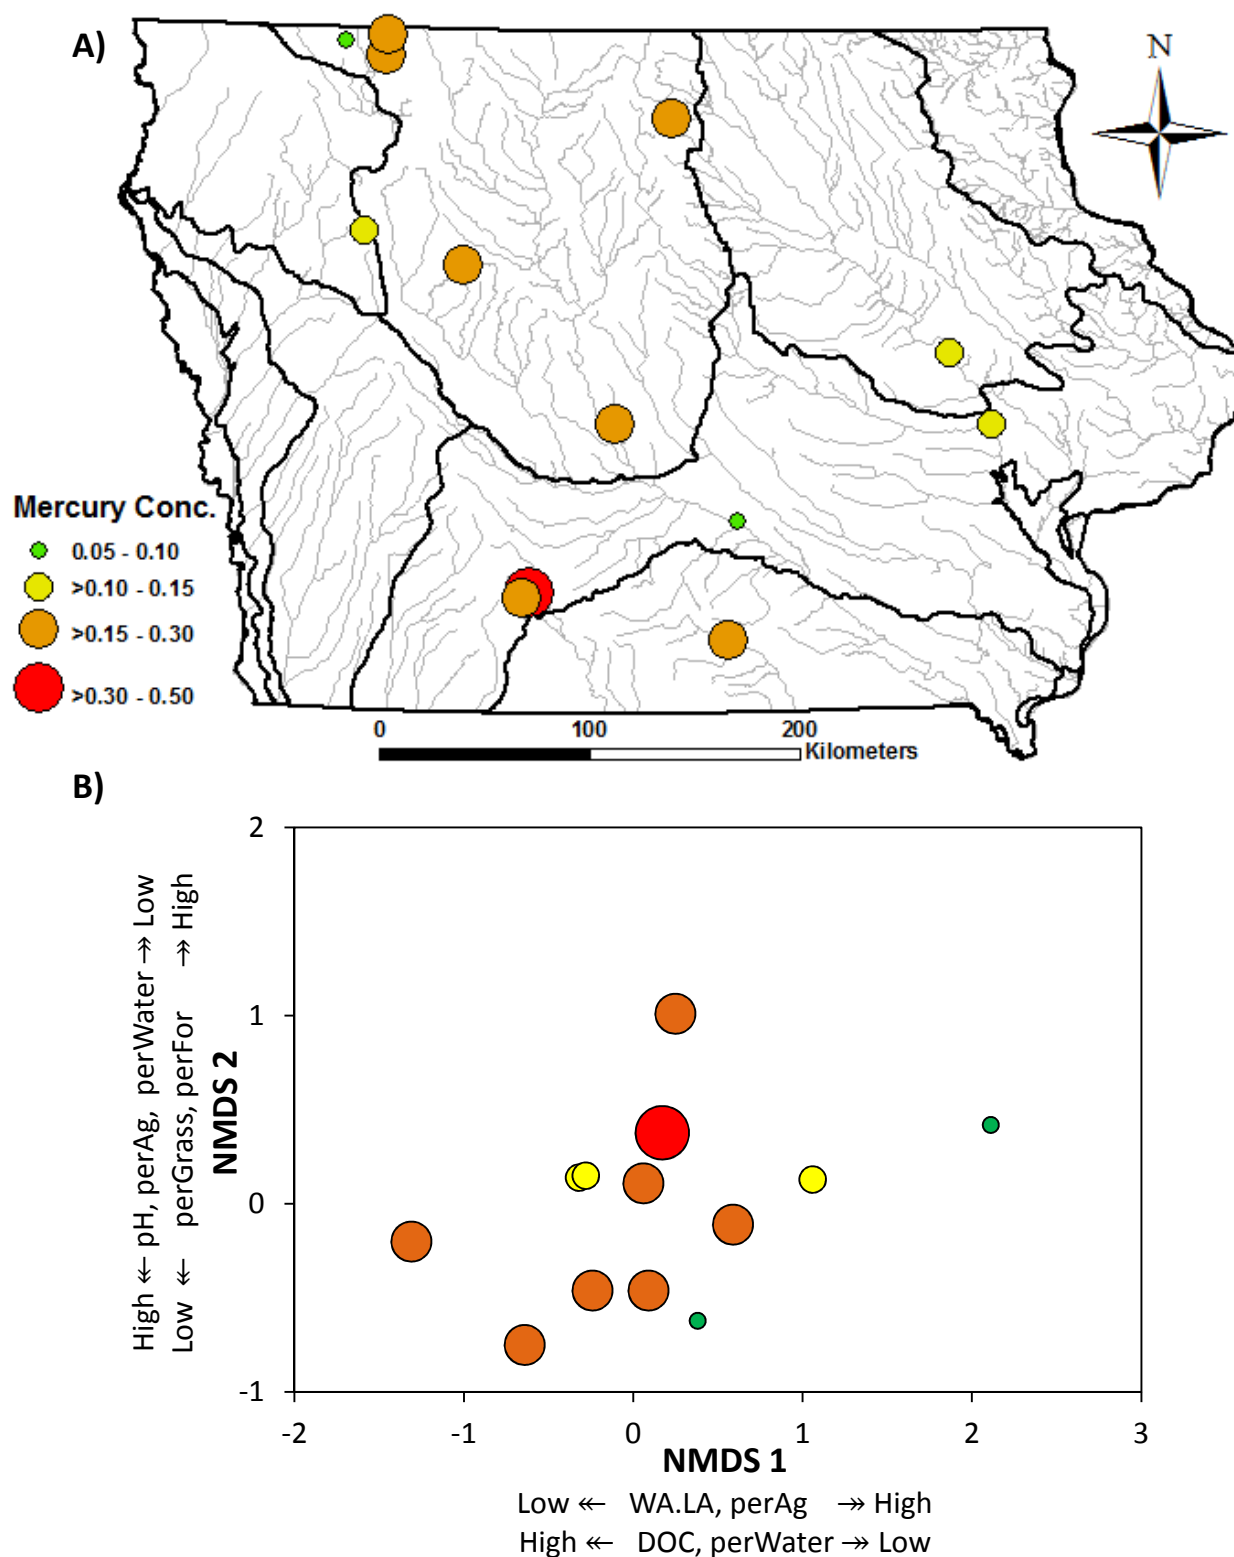 A)
N
Mercury Conc.
0.05 - 0.10
>0.10 - 0.15
>0.15 - 0.30
>0.30 - 0.50
0 100 200
Kilometers
B)
2
1
0
-1
-2 -1 0 1 2 3
High ↞ pH, perAg, perWater ↠ Low
Low ↞ perGrass, perFor ↠ High
NMDS 2
NMDS 1
Low ↞ WA.LA, perAg ↠ High
High ↞ DOC, perWater ↠ Low